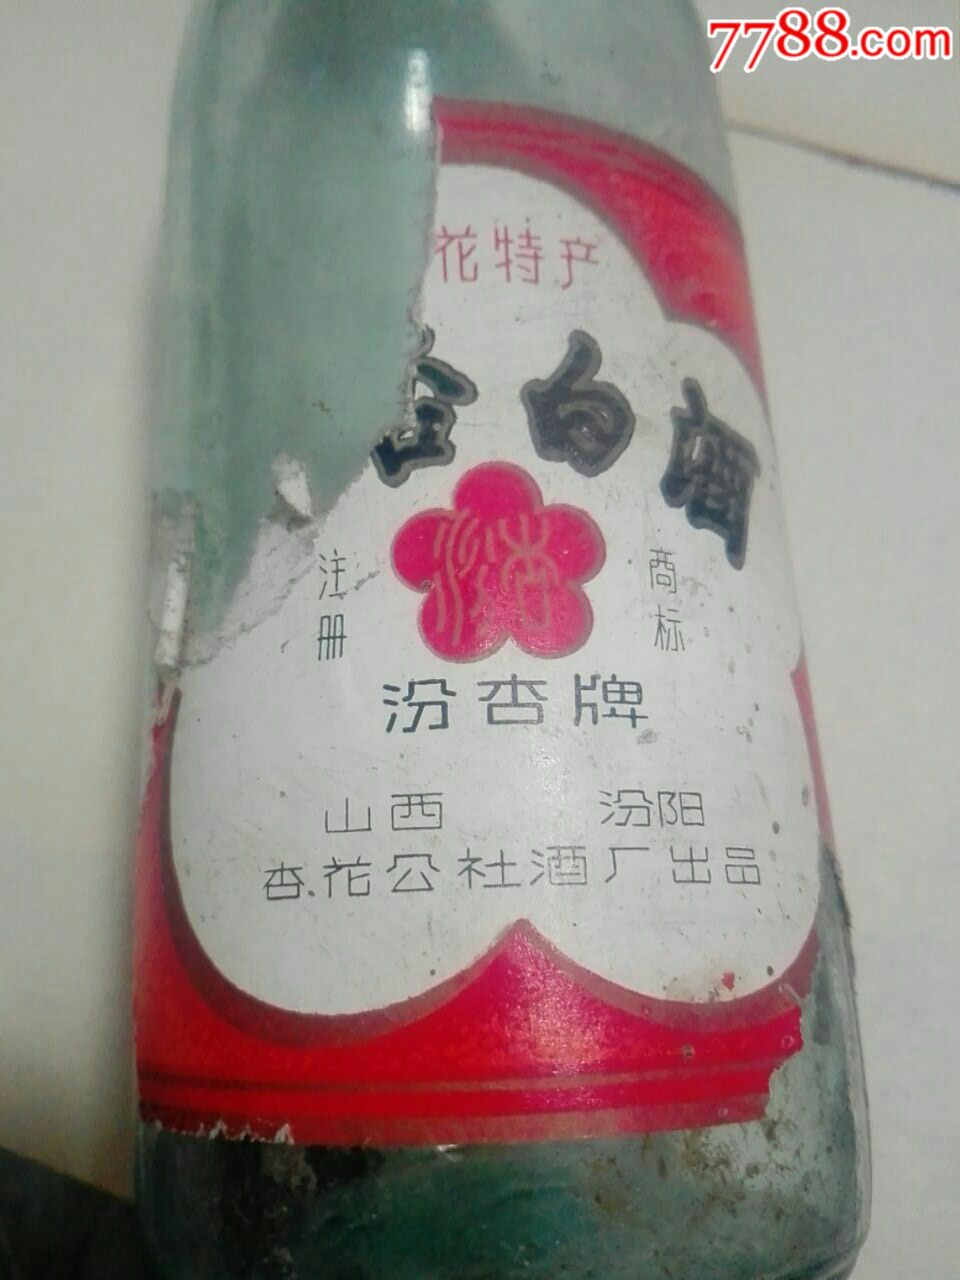 7788.com
花特产
白酒
注册
商标
汾杏牌
山西 汾阳
杏花公社酒厂出品